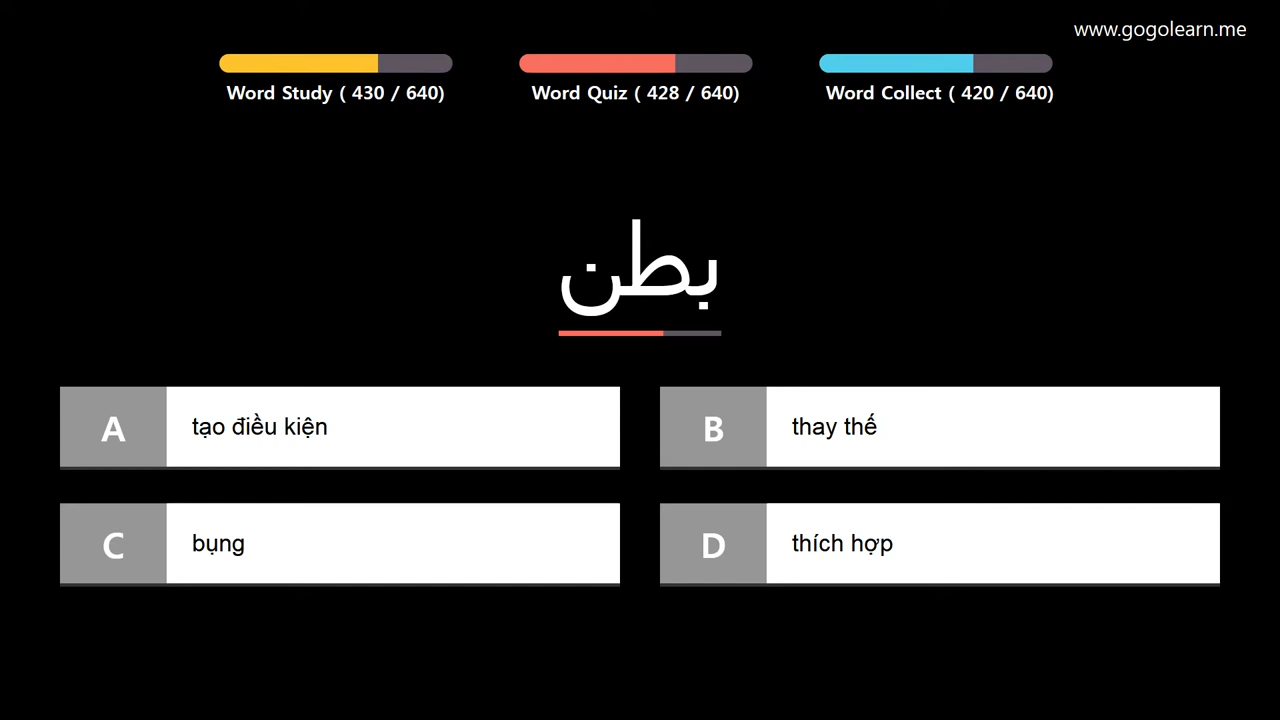 www.gogolearn.me
Word Study ( 430 / 640)
Word Quiz ( 428 / 640)
Word Collect ( 420 / 640)
بطن
A
tạo điều kiện
B
thay thế
C
bụng
D
thích hợp